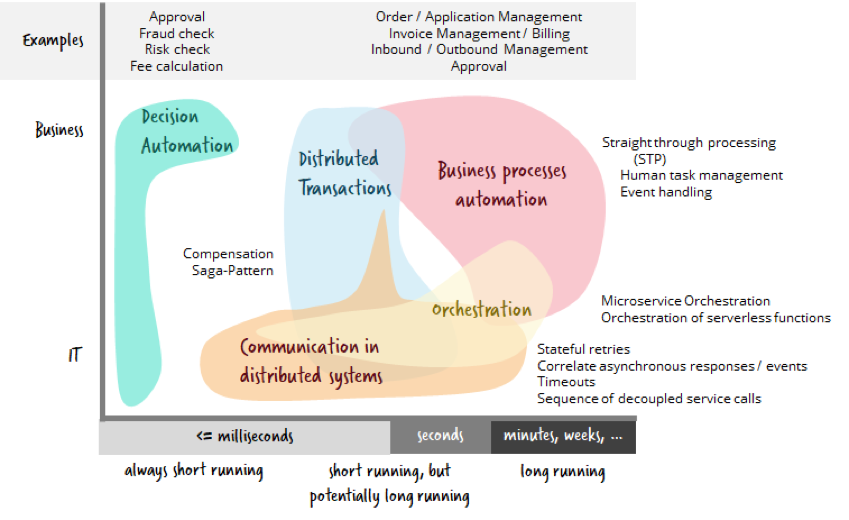 Examples
Approval
Fraud check
Risk check
Fee calculation
Order / Application Management
Invoice Management / Billing
Inbound / Outbound Management
Approval
Business
Decision
Automation
Distributed
Transactions
Business processes
automation
Straight through processing
(STP)
Human task management
Event handling
Compensation
Saga-Pattern
Orchestration
Microservice Orchestration
Orchestration of serverless functions
IT
Communication in
distributed systems
Stateful retries
Correlate asynchronous responses / events
Timeouts
Sequence of decoupled service calls
<= milliseconds
seconds
minutes, weeks, ...
always short running
short running, but
potentially long running
long running